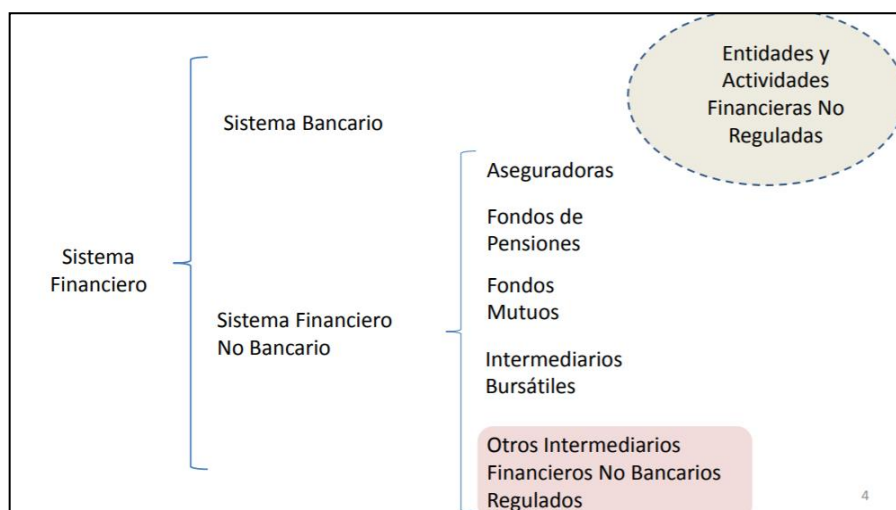 Entidades y
Actividades
Financieras No
Reguladas
Sistema Bancario
Aseguradoras
Fondos de
Pensiones
Sistema
Financiero
Fondos
Mutuos
Sistema Financiero
No Bancario
Intermediarios
Bursátiles
Otros Intermediarios
Financieros No Bancarios
Regulados
4